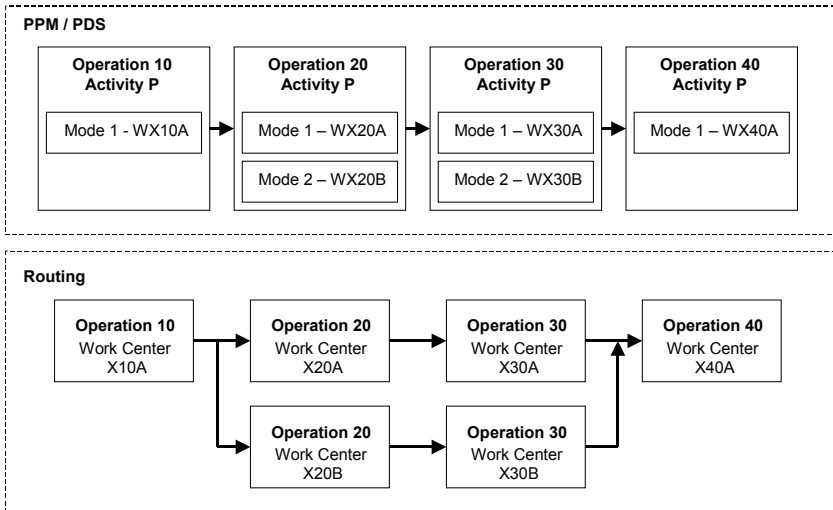 PPM / PDS
Operation 10
Activity P
Mode 1 - WX10A
Operation 20
Activity P
Mode 1 – WX20A
Mode 2 – WX20B
Operation 30
Activity P
Mode 1 – WX30A
Mode 2 – WX30B
Operation 40
Activity P
Mode 1 – WX40A
Routing
Operation 10
Work Center
X10A
Operation 20
Work Center
X20A
Operation 30
Work Center
X30A
Operation 40
Work Center
X40A
Operation 20
Work Center
X20B
Operation 30
Work Center
X30B